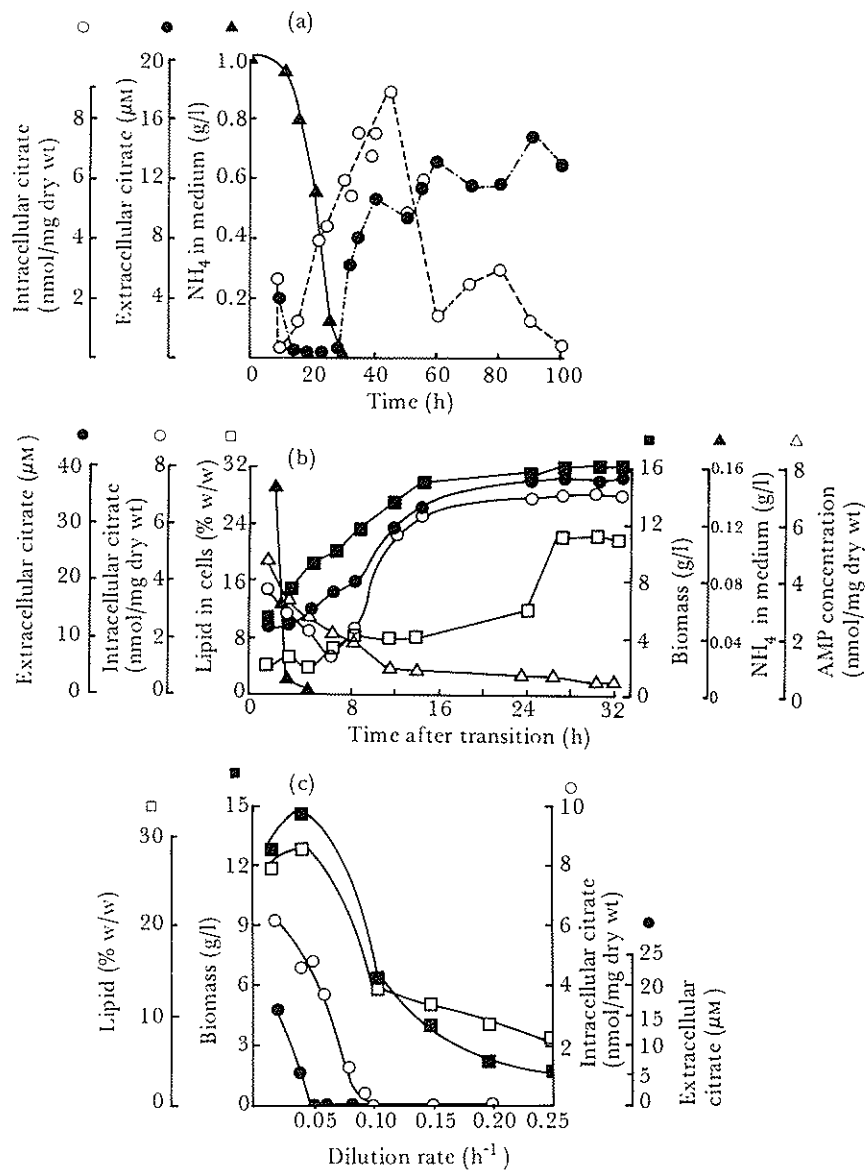 (a)
Intracellular citrate
(nmol/mg dry wt)
8
6
4
2
0
Extracellular citrate (μM)
20
16
12
8
4
0
NH4 in medium (g/l)
1.0
0.8
0.6
0.4
0.2
0 20 40 60 80 100
Time (h)
(b)
Extracellular citrate (μM)
40
30
20
10
0
Intracellular citrate
(nmol/mg dry wt)
8
6
4
2
0
Lipid in cells (% w/w)
32
24
16
8
0
Biomass (g/l)
16
12
8
4
0
NH4 in medium (g/l)
0.16
0.12
0.08
0.04
0
AMP concentration
(nmol/mg dry wt)
8
6
4
2
0
8 16 24 32
Time after transition (h)
(c)
Lipid (% w/w)
30
20
10
0
Biomass (g/l)
15
12
9
6
3
0
Intracellular citrate
(nmol/mg dry wt)
10
8
6
4
2
Extracellular
citrate (μM)
25
20
15
10
5
0
0.05 0.10 0.15 0.20 0.25
Dilution rate (h-1)